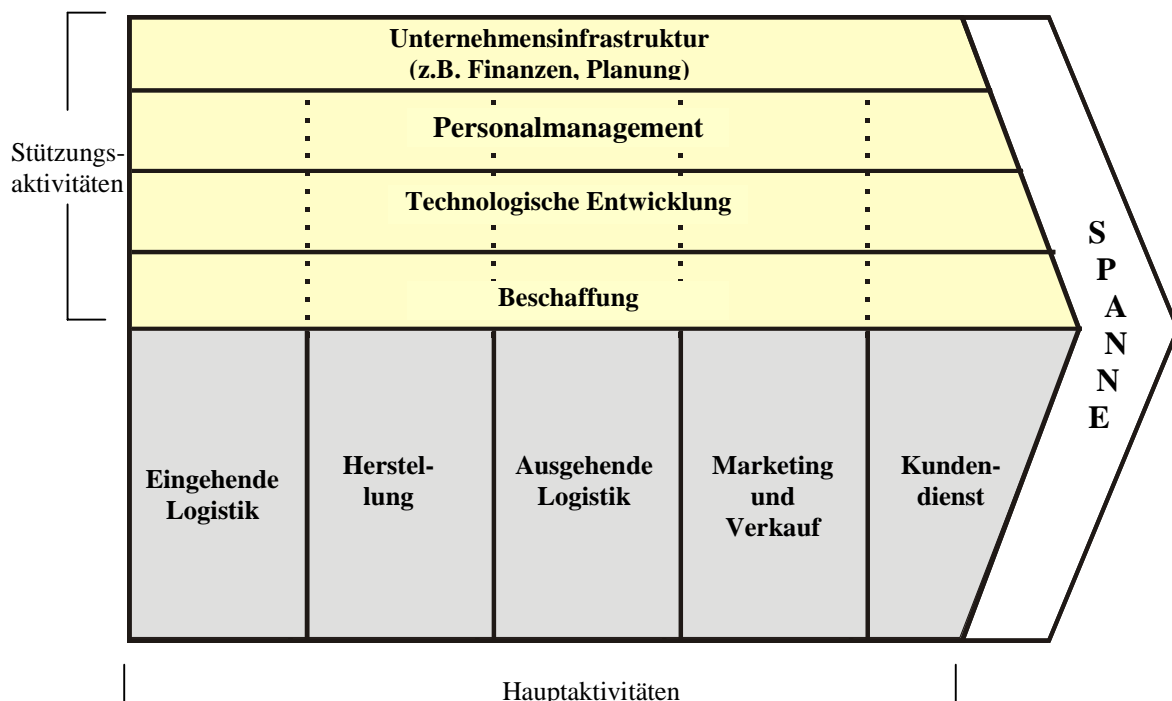 Unternehmensinfrastruktur
(z.B. Finanzen, Planung)
Personalmanagement
Stützungs-
aktivitäten
Technologische Entwicklung
Beschaffung
S
P
A
N
N
E
Eingehende
Logistik
Herstel-
lung
Ausgehende
Logistik
Marketing
und
Verkauf
Kunden-
dienst
Hauptaktivitäten